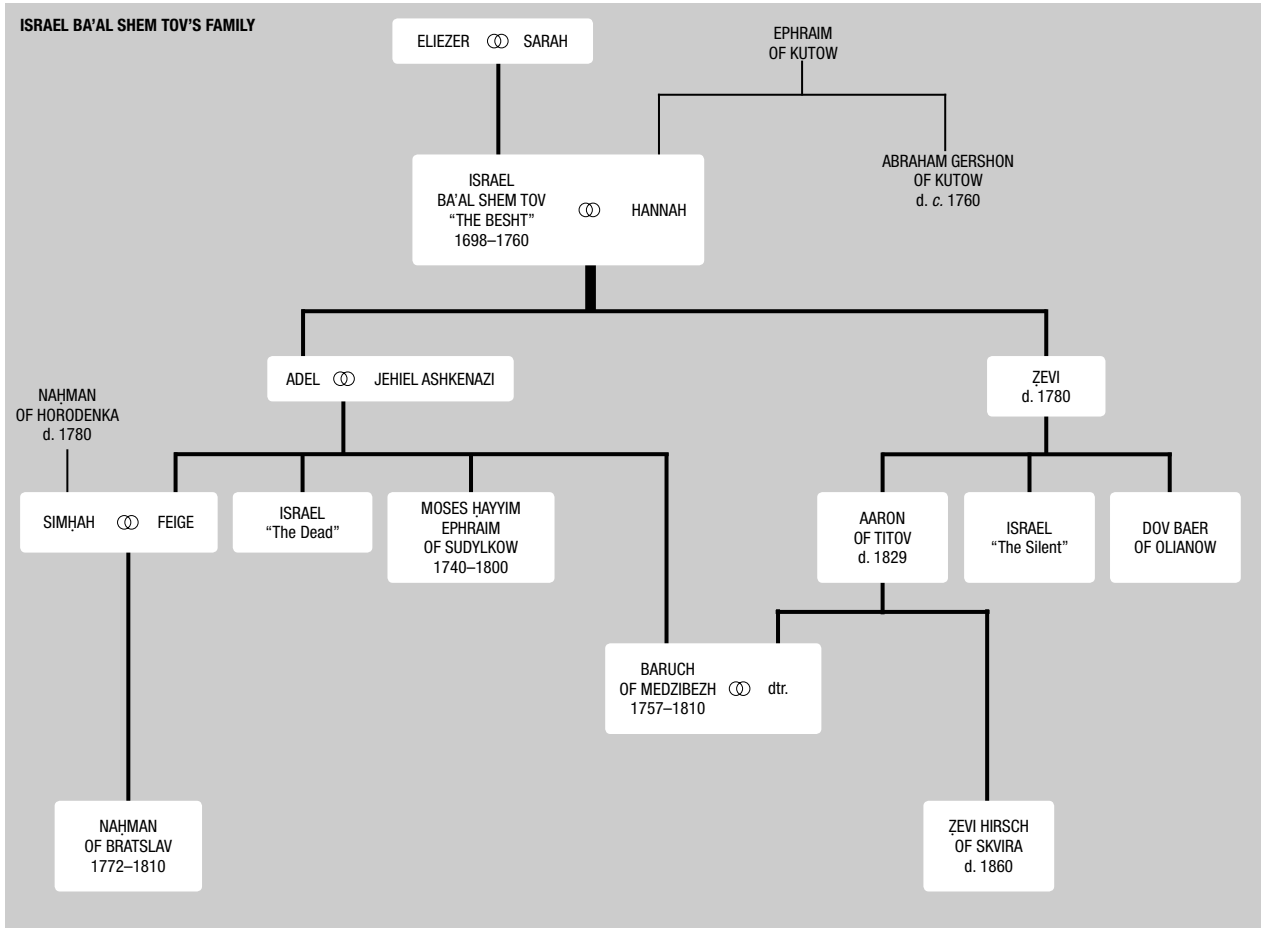 ISRAEL BA'AL SHEM TOV'S FAMILY
ELIEZER SARAH
EPHRAIM
OF KUTOW
ISRAEL
BA'AL SHEM TOV
"THE BESHT"
1698–1760
HANNAH
ABRAHAM GERSHON
OF KUTOW
d. c. 1760
ADEL JEHIEL ASHKENAZI
ẒEVI
d. 1780
NAḤMAN
OF HORODENKA
d. 1780
SIMḤAH FEIGE
ISRAEL
"The Dead"
MOSES ḤAYYIM
EPHRAIM
OF SUDYLKOW
1740–1800
AARON
OF TITOV
d. 1829
ISRAEL
"The Silent"
DOV BAER
OF OLIANOW
BARUCH
OF MEDZIBEZH
1757–1810
dtr.
NAḤMAN
OF BRATSLAV
1772–1810
ẒEVI HIRSCH
OF SKVIRA
d. 1860